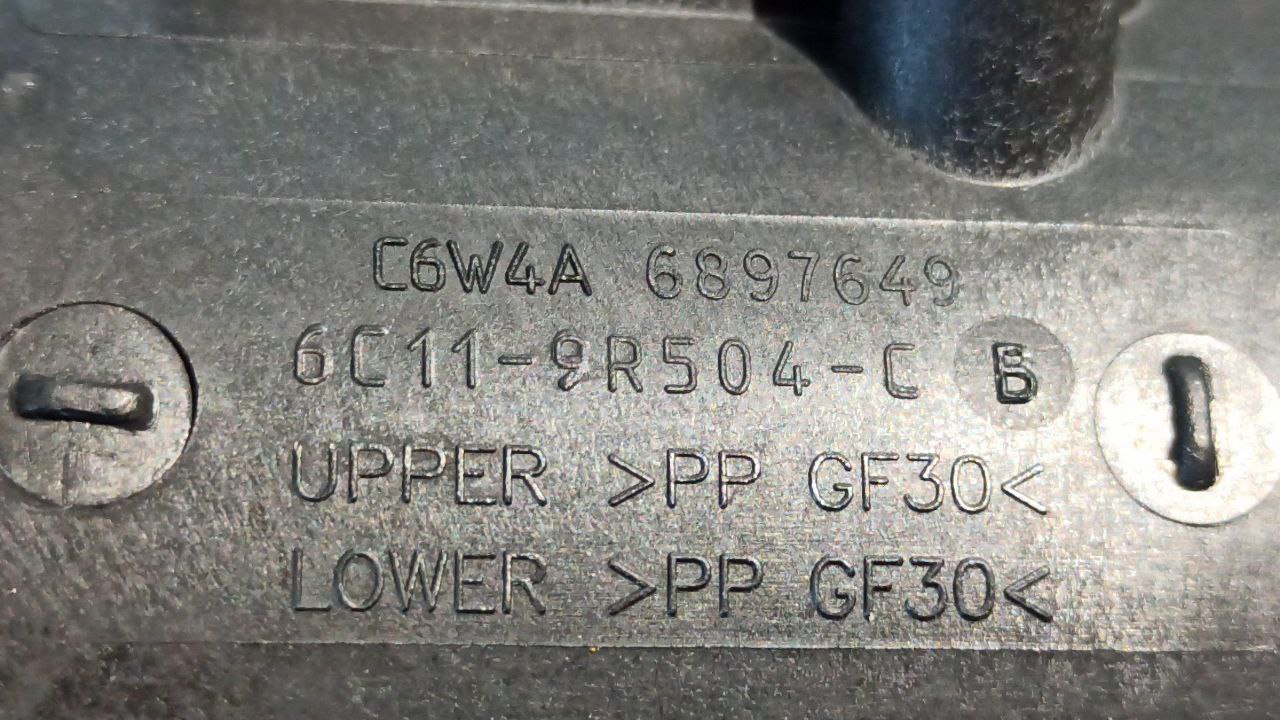 C6W4A 6897649
6C11-9R504-C B
UPPER >PP GF30<
LOWER >PP GF30<